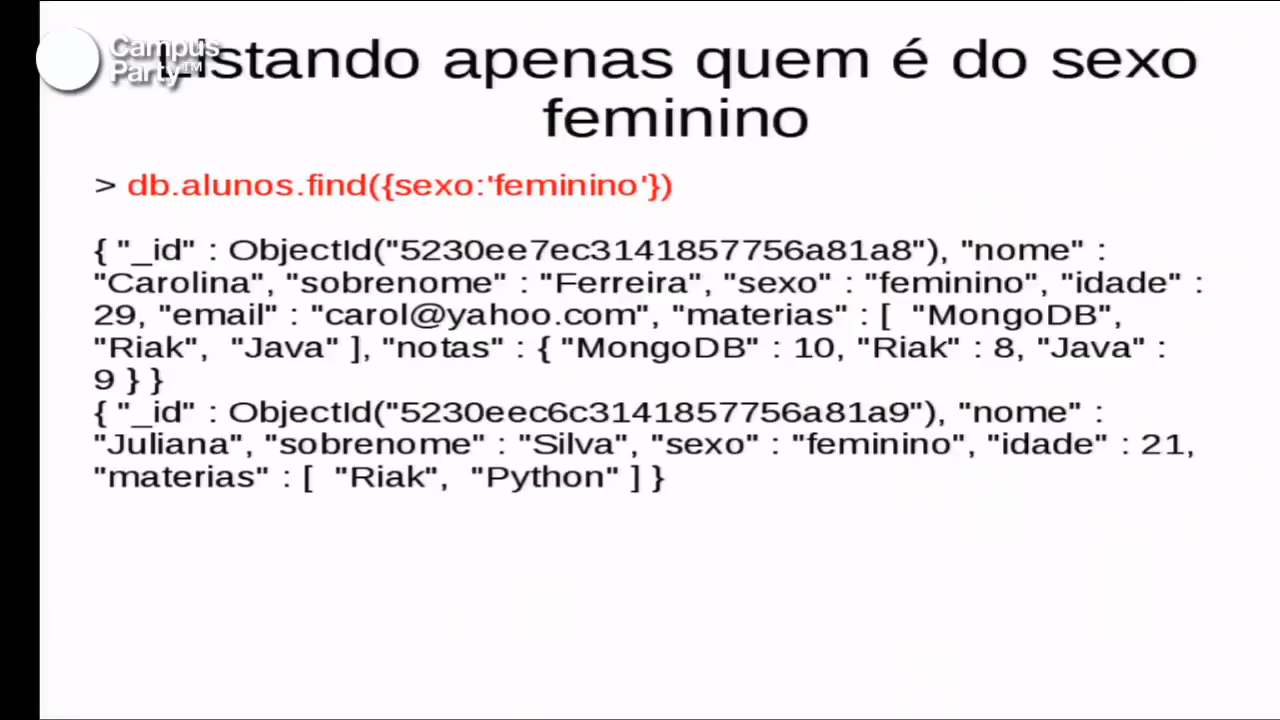 Campus
Party™
istando apenas quem é do sexo
feminino
> db.alunos.find({sexo:'feminino'})
{ "_id" : ObjectId("5230ee7ec3141857756a81a8"), "nome" :
"Carolina", "sobrenome" : "Ferreira", "sexo" : "feminino", "idade" :
29, "email" : "carol@yahoo.com", "materias" : [  "MongoDB",
"Riak",  "Java" ], "notas" : { "MongoDB" : 10, "Riak" : 8, "Java" :
9 } }
{ "_id" : ObjectId("5230eec6c3141857756a81a9"), "nome" :
"Juliana", "sobrenome" : "Silva", "sexo" : "feminino", "idade" : 21,
"materias" : [  "Riak",  "Python" ] }